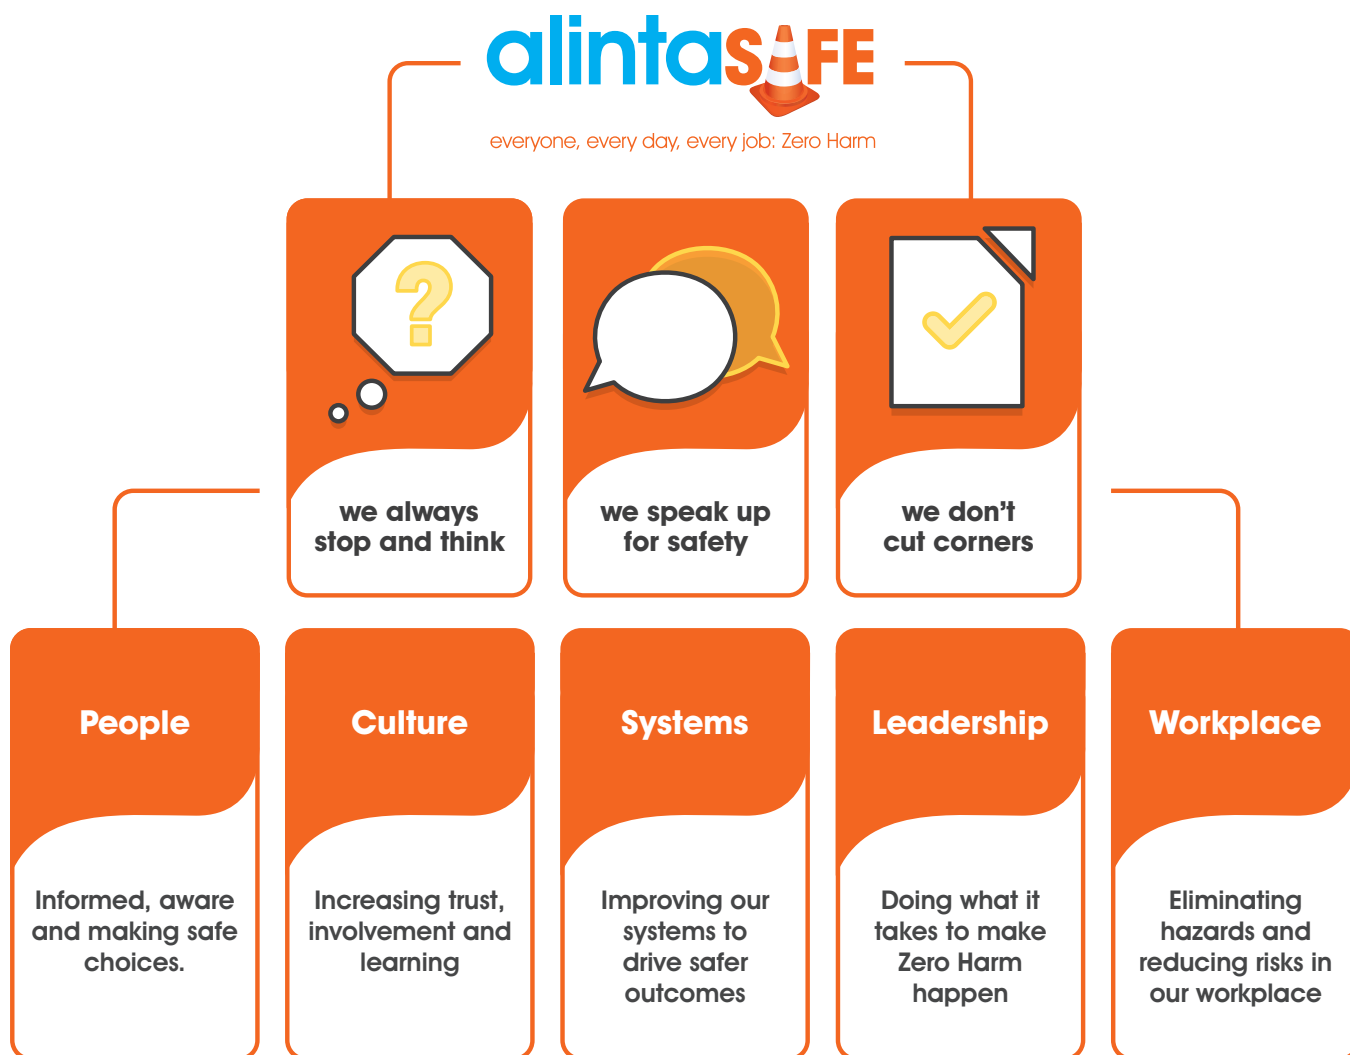 alintaSAFE
everyone, every day, every job: Zero Harm
?
we always
stop and think
we speak up
for safety
we don't
cut corners
People
Culture
Systems
Leadership
Workplace
Informed, aware
and making safe
choices.
Increasing trust,
involvement and
learning
Improving our
systems to
drive safer
outcomes
Doing what it
takes to make
Zero Harm
happen
Eliminating
hazards and
reducing risks in
our workplace